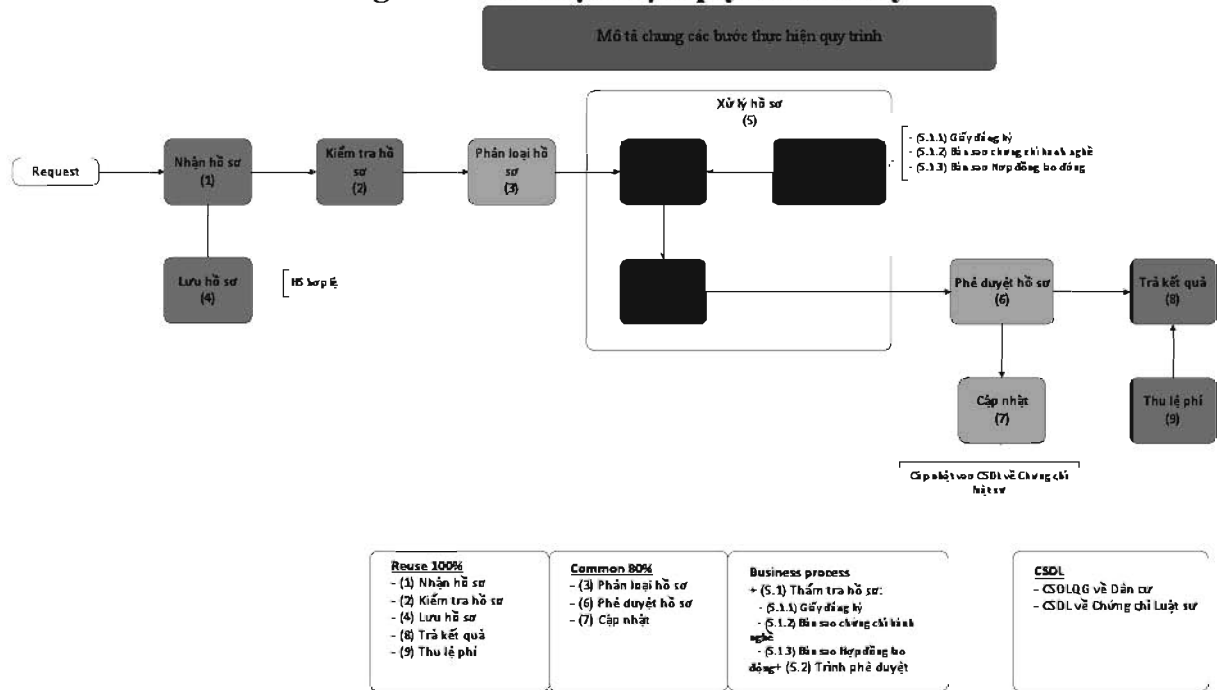 Mô tả chung các bước thực hiện quy trình
Xử lý hồ sơ
(5)
- (5.1.1) Giấy đăng ký
- (5.1.2) Bản sao chứng chỉ hành nghề
- (5.1.3) Bản sao Hợp đồng lao động
Request
Nhận hồ sơ
(1)
Kiểm tra hồ
sơ
(2)
Phân loại hồ
sơ
(3)
Lưu hồ sơ
(4)
HS hợp lệ
Phê duyệt hồ sơ
(6)
Trả kết quả
(8)
Cập nhật
(7)
Thu lệ phí
(9)
Cập nhật vào CSDL về Chứng chỉ
luật sư
Reuse 100%
- (1) Nhận hồ sơ
- (2) Kiểm tra hồ sơ
- (4) Lưu hồ sơ
- (8) Trả kết quả
- (9) Thu lệ phí
Common 80%
- (3) Phân loại hồ sơ
- (6) Phê duyệt hồ sơ
- (7) Cập nhật
Business process
+ (5.1) Thẩm tra hồ sơ:
- (5.1.1) Giấy đăng ký
- (5.1.2) Bản sao chứng chỉ hành
nghề
- (5.1.3) Bản sao Hợp đồng lao
động+ (5.2) Trình phê duyệt
CSDL
- CSDLQG về Dân cư
- CSDL về Chứng chỉ Luật sư